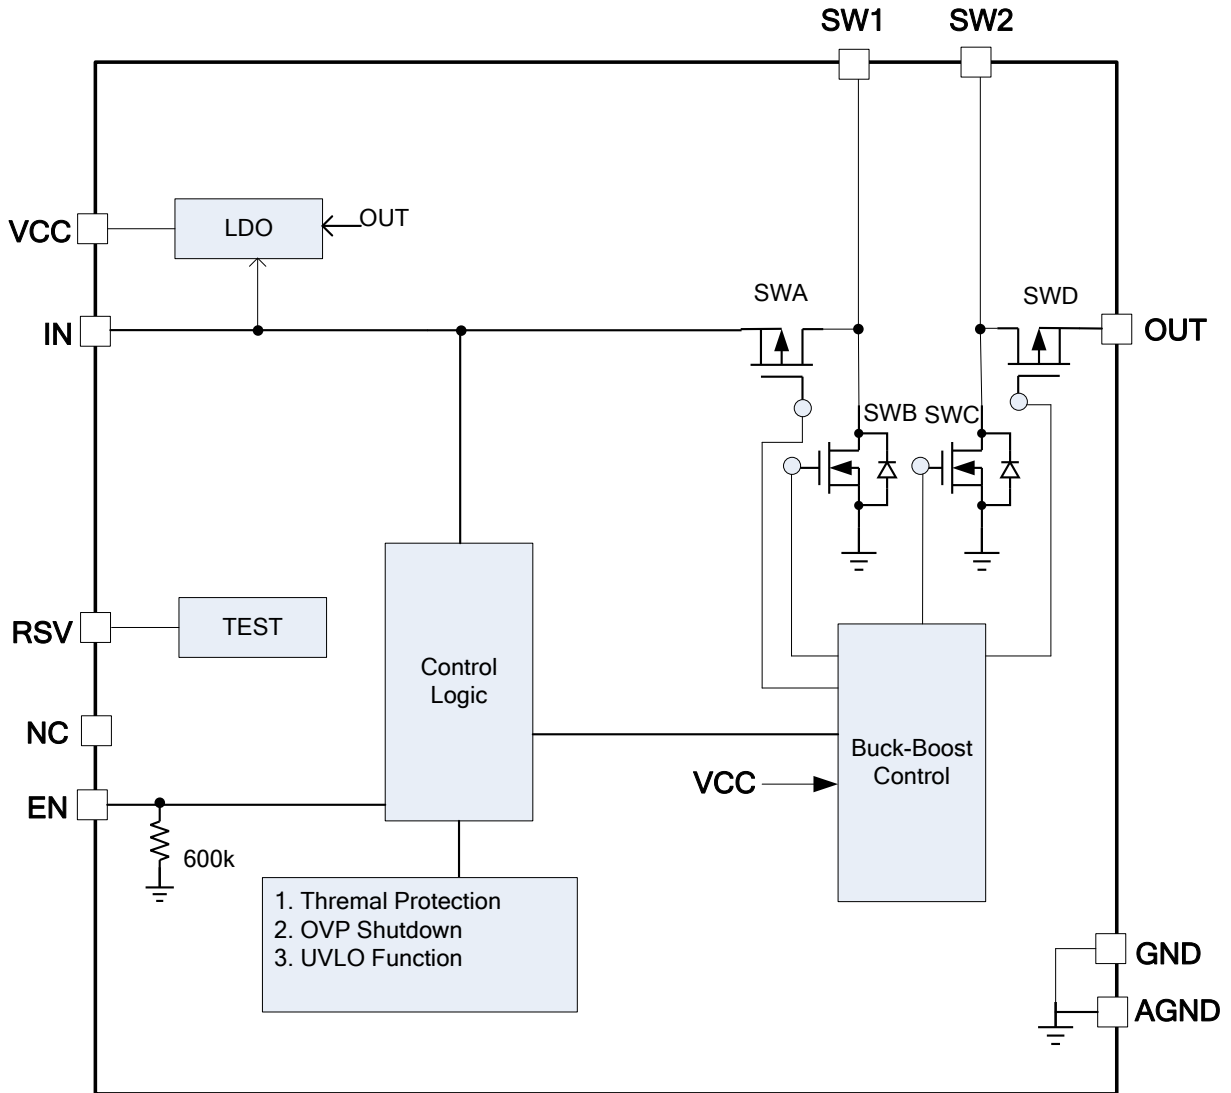 SW1 SW2
VCC
LDO
OUT
IN
SWA
SWD
OUT
SWB SWC
RSV
TEST
Control
Logic
NC
Buck-Boost
Control
VCC
EN
600k
1. Thremal Protection
2. OVP Shutdown
3. UVLO Function
GND
AGND